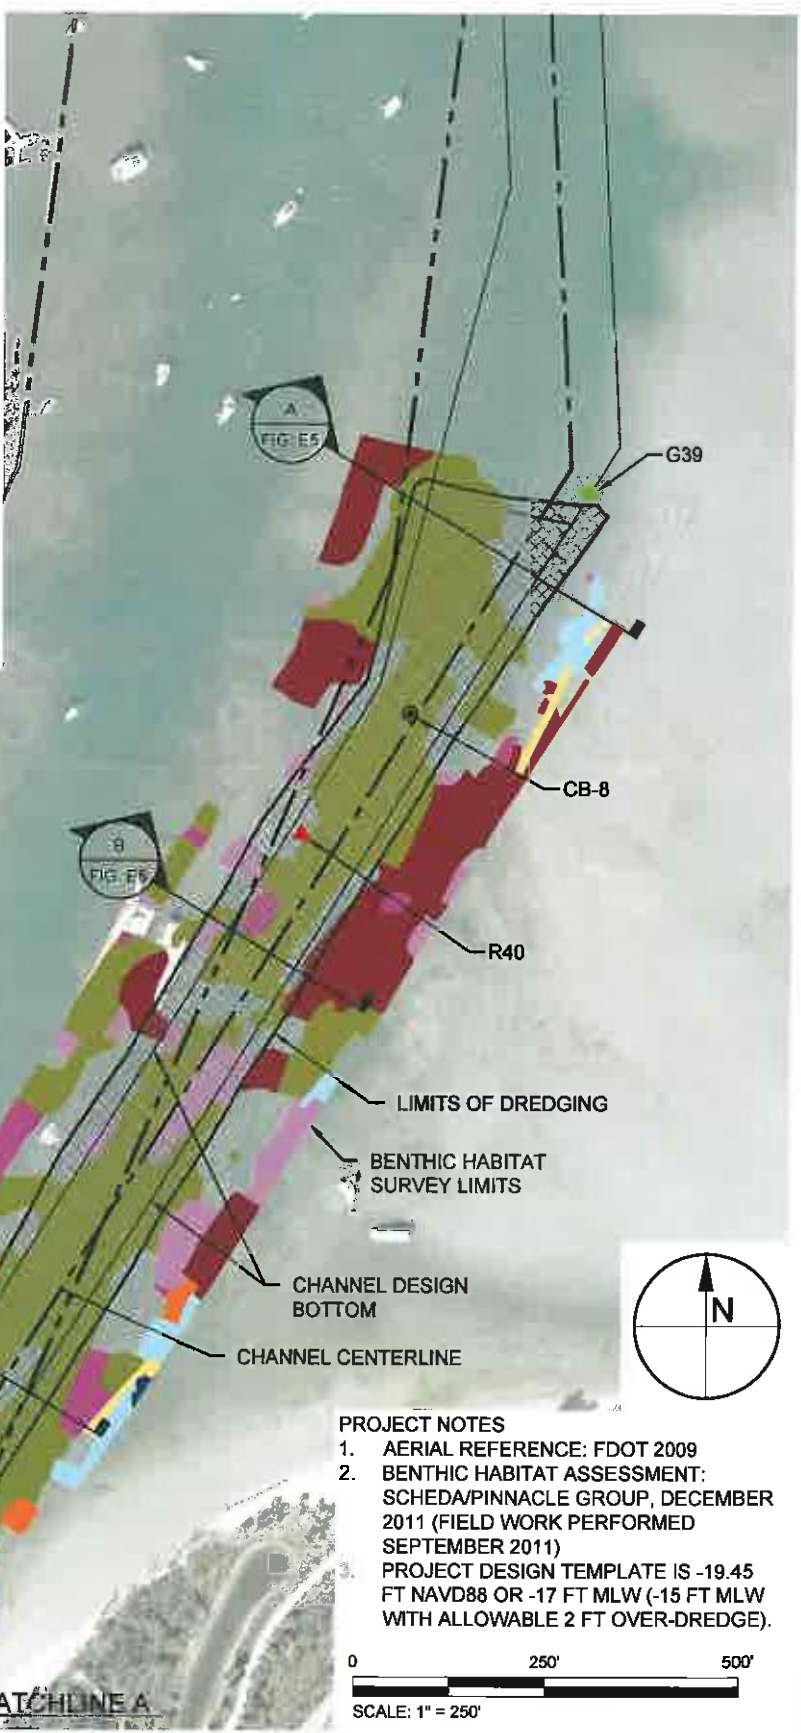 A
FIG. E5
G39
CB-8
B
FIG. E5
R40
LIMITS OF DREDGING
BENTHIC HABITAT
SURVEY LIMITS
CHANNEL DESIGN
BOTTOM
CHANNEL CENTERLINE
N
PROJECT NOTES
1. AERIAL REFERENCE: FDOT 2009
2. BENTHIC HABITAT ASSESSMENT:
SCHEDA/PINNACLE GROUP, DECEMBER
2011 (FIELD WORK PERFORMED
SEPTEMBER 2011)
3. PROJECT DESIGN TEMPLATE IS -19.45
FT NAVD88 OR -17 FT MLW (-15 FT MLW
WITH ALLOWABLE 2 FT OVER-DREDGE).
0 250' 500'
SCALE: 1" = 250'
ATCHLINE A